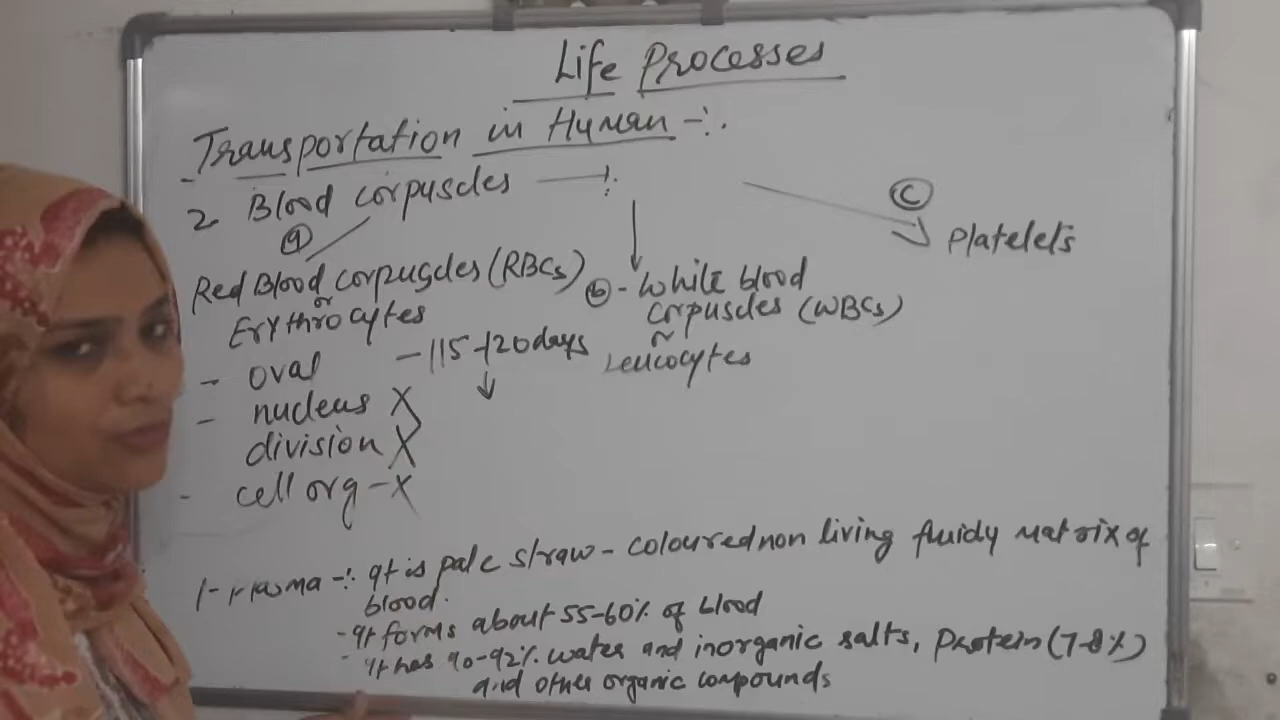 Life Processes
Transportation in Human -:.
2 Blood corpuscles
a
Red Blood corpuscles (RBCs)
or
Erythrocytes
- oval
- 115-120 days
- nucleus X
division X
- cell org - X
b - White blood
corpuscles (WBCs)
or
Leucocytes
c
Platelets
1- Plasma -: It is pale straw - coloured non living fluidy matrix of
blood.
- It forms about 55-60% of blood
- It has 90-92% water and inorganic salts, Protein (7-8%)
and other organic compounds